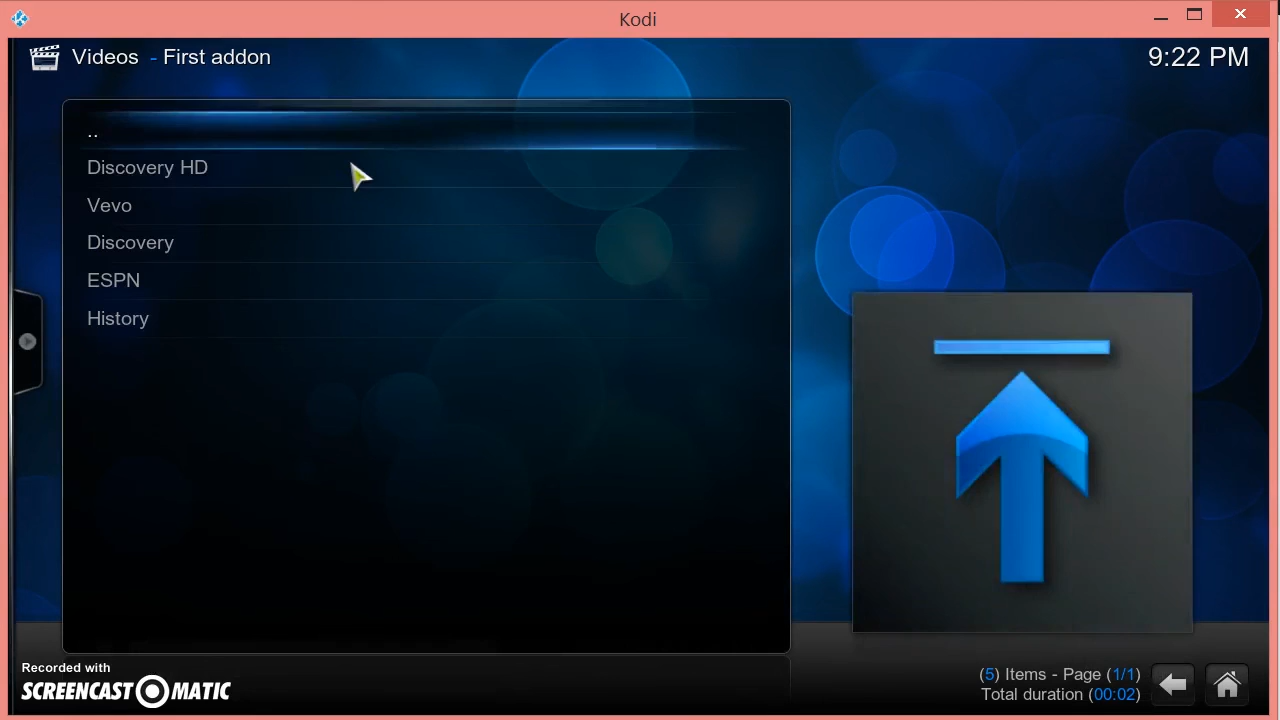 Kodi
Videos - First addon
9:22 PM
..
Discovery HD
Vevo
Discovery
ESPN
History
Recorded with
SCREENCAST-O-MATIC
(5) Items - Page (1/1)
Total duration (00:02)